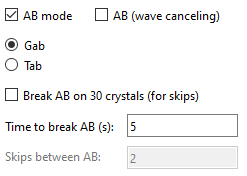 AB mode AB (wave canceling)
Gab
Tab
Break AB on 30 crystals (for skips)
Time to break AB (s): 5
Skips between AB: 2